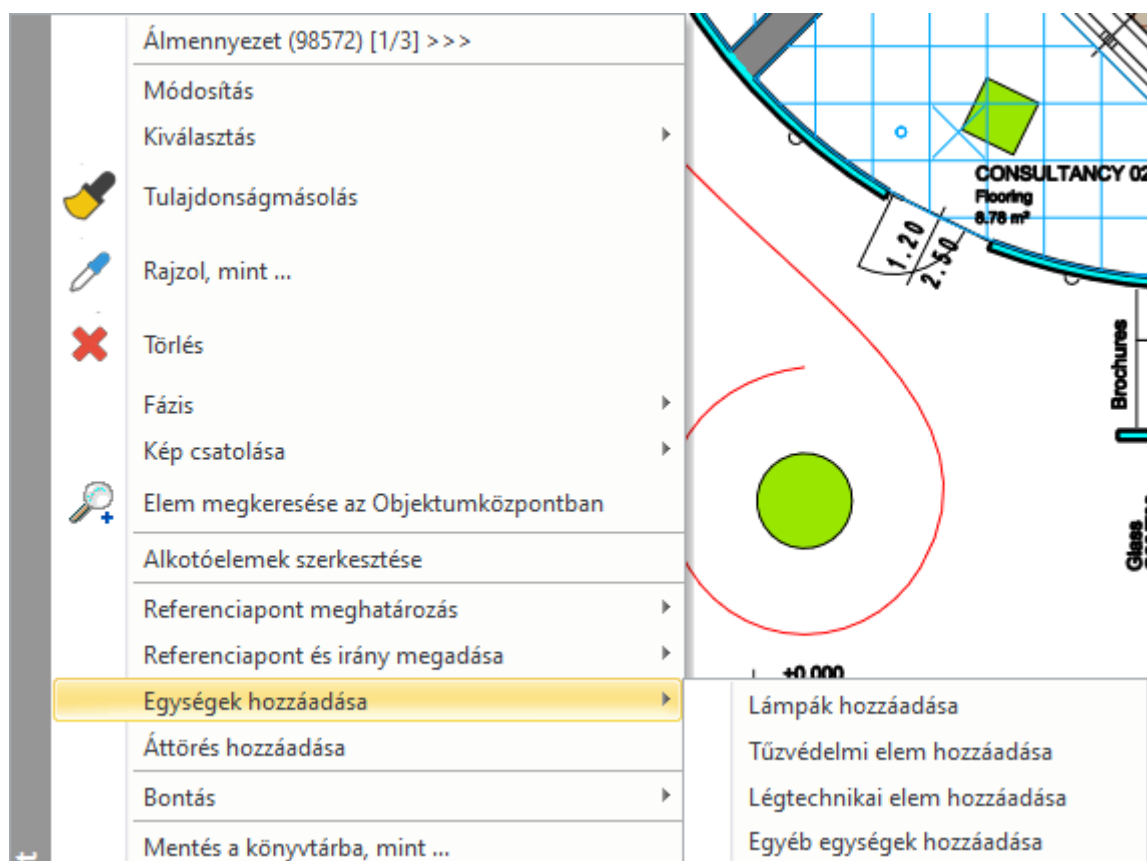 Álmennyezet (98572) [1/3] >>>
Módosítás
Kiválasztás
Tulajdonságmásolás
Rajzol, mint ...
Törlés
Fázis
Kép csatolása
Elem megkeresése az Objektumközpontban
Alkotóelemek szerkesztése
Referenciapont meghatározás
Referenciapont és irány megadása
Egységek hozzáadása
Áttörés hozzáadása
Bontás
Mentés a könyvtárba, mint ...
Lámpák hozzáadása
Tűzvédelmi elem hozzáadása
Légtechnikai elem hozzáadása
Egyéb egységek hozzáadása
CONSULTANCY 02
Flooring
8.78 m²
1.20
2.50
Brochures
Glass
+0.000